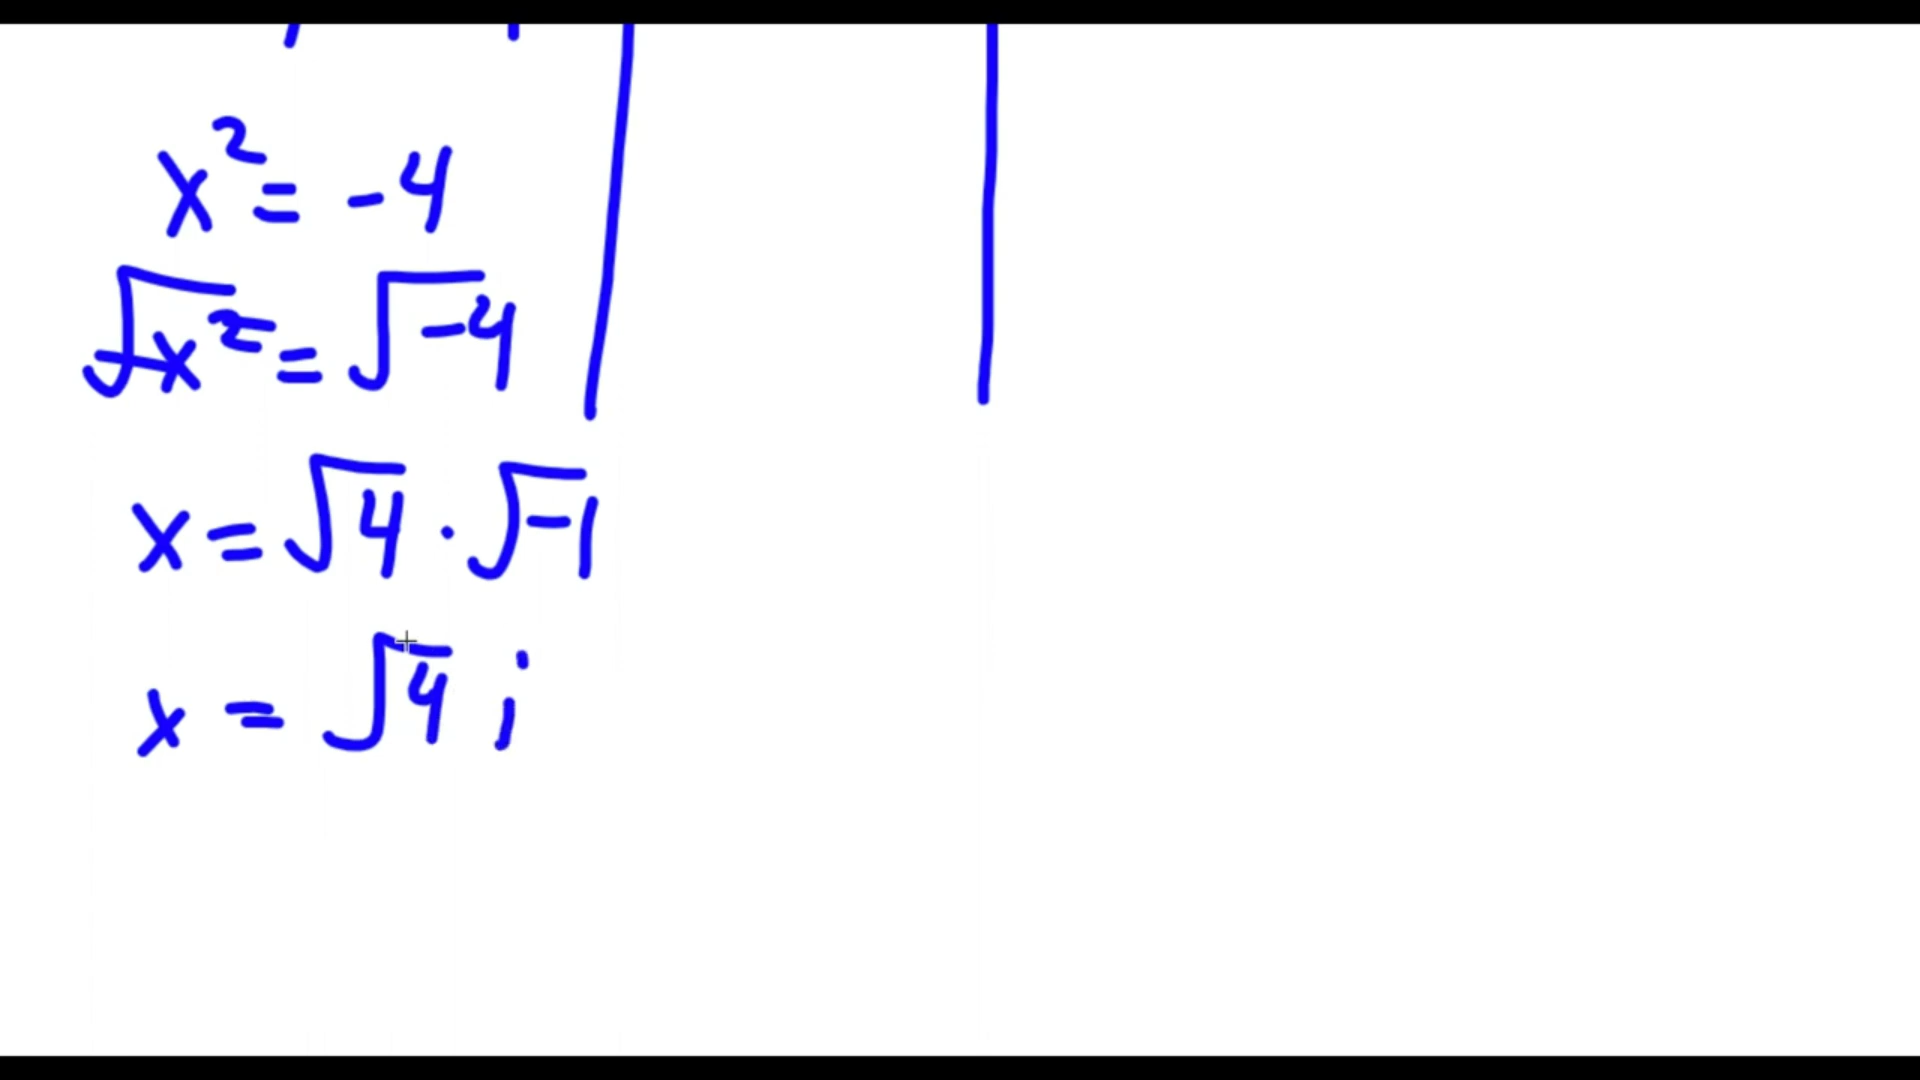 x² = -4
√x² = √-4
x = √4 · √-1
x = √4 i